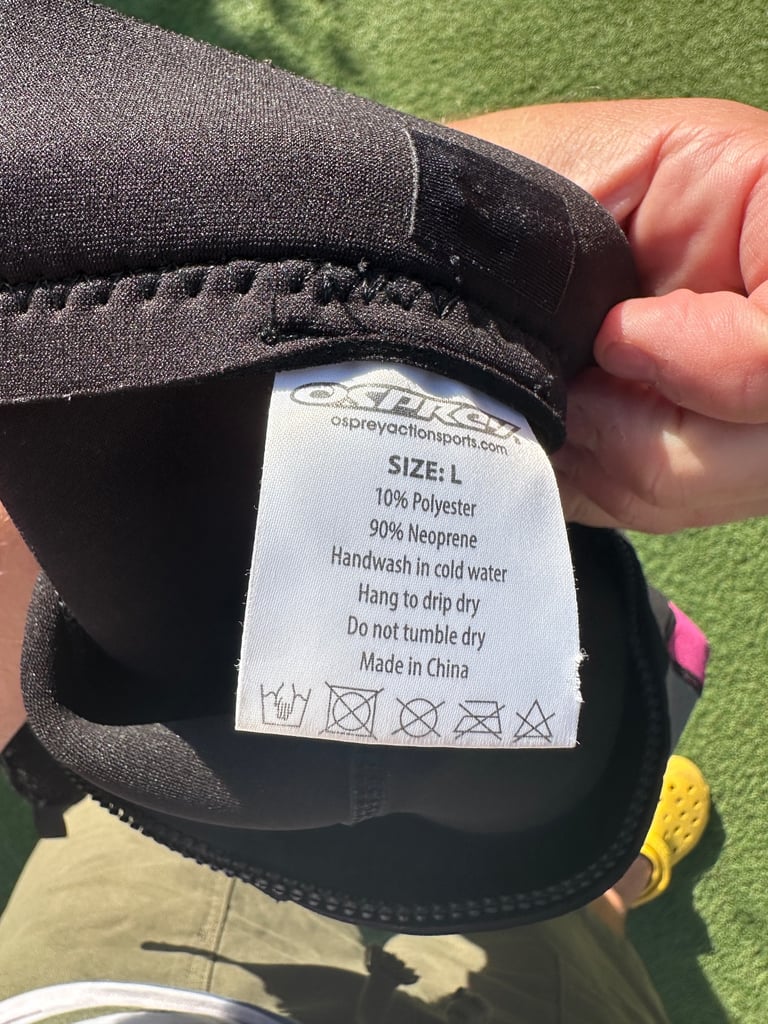 OSPREY
ospreyactionsports.com
SIZE: L
10% Polyester
90% Neoprene
Handwash in cold water
Hang to drip dry
Do not tumble dry
Made in China